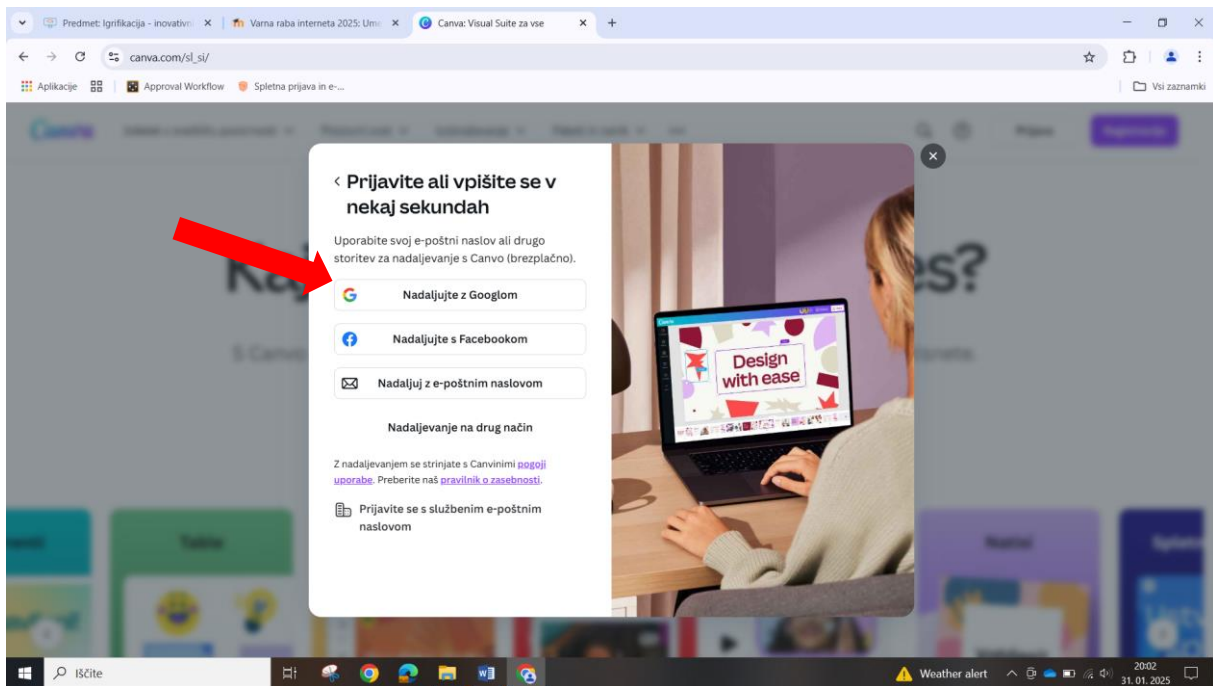 Predmet: Igrifikacija - inovativn
Varna raba interneta 2025: Ume
Canva: Visual Suite za vse
canva.com/sl_si/
Aplikacije
Approval Workflow
Spletna prijava in e-...
Vsi zaznamki
Canva
Prijava
Registracija
Prijavite ali vpišite se v
nekaj sekundah
Uporabite svoj e-poštni naslov ali drugo
storitev za nadaljevanje s Canvo (brezplačno).
Nadaljujte z Googlom
Nadaljujte s Facebookom
Nadaljuj z e-poštnim naslovom
Nadaljevanje na drug način
Z nadaljevanjem se strinjate s Canvinimi pogoji
uporabe. Preberite naš pravilnik o zasebnosti.
Prijavite se s službenim e-poštnim
naslovom
Design
with ease
Kaj
es?
S Canvo
Table
Natisi
Iščite
Weather alert
20:02
31. 01. 2025